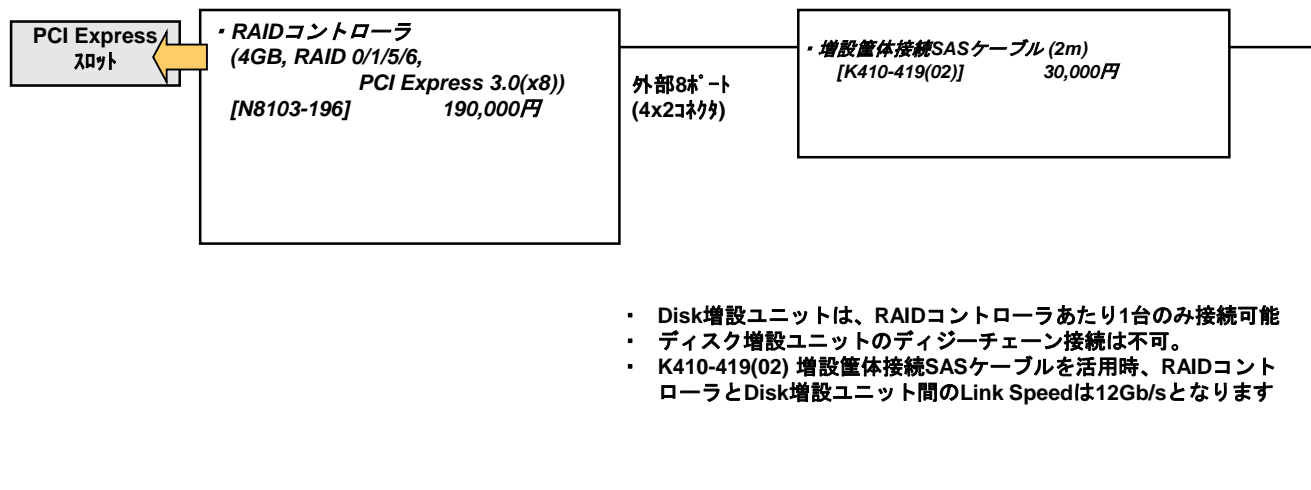 PCI Express
ｽﾛｯﾄ
・RAIDコントローラ
(4GB, RAID 0/1/5/6,
PCI Express 3.0(x8))
[N8103-196] 190,000円
外部8ﾎﾟｰﾄ
(4x2ｺﾈｸﾀ)
・増設筐体接続SASケーブル (2m)
[K410-419(02)] 30,000円
・ Disk増設ユニットは、RAIDコントローラあたり1台のみ接続可能
・ ディスク増設ユニットのディジーチェーン接続は不可。
・ K410-419(02) 増設筐体接続SASケーブルを活用時、RAIDコント
ローラとDisk増設ユニット間のLink Speedは12Gb/sとなります